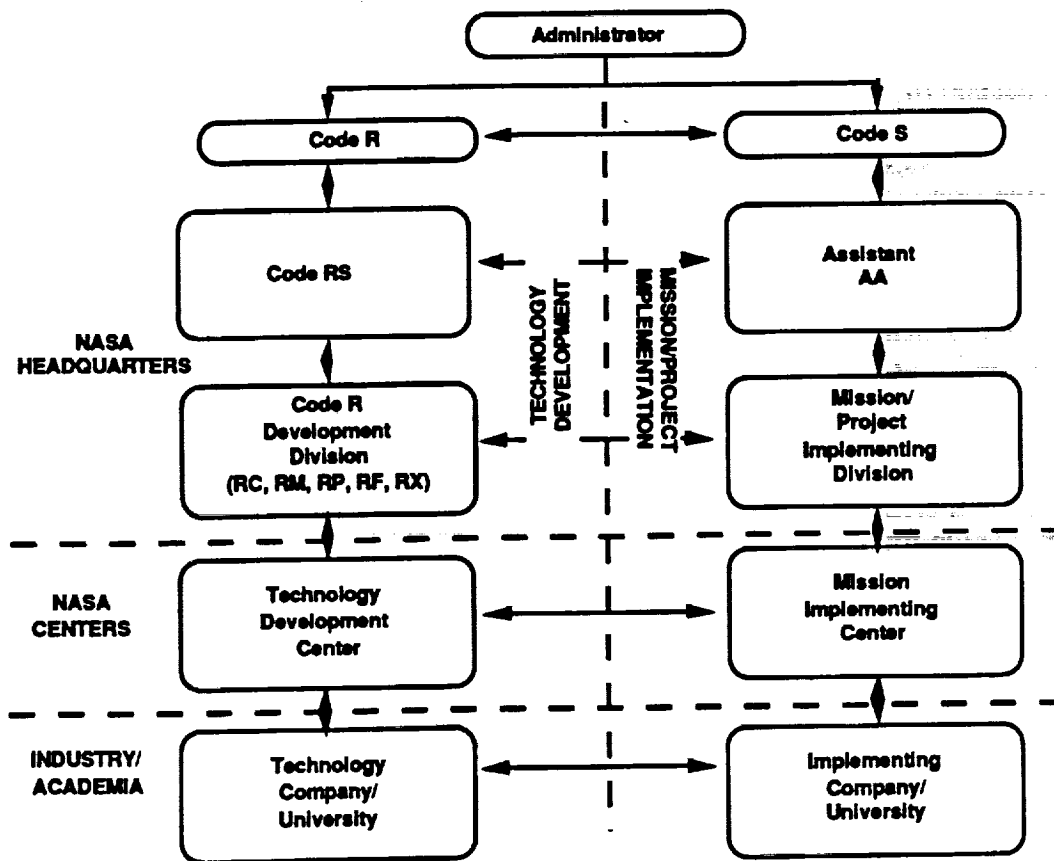 Administrator
Code R
Code S
Code RS
Assistant
AA
TECHNOLOGY
DEVELOPMENT
MISSION/PROJECT
IMPLEMENTATION
NASA
HEADQUARTERS
Code R
Development
Division
(RC, RM, RP, RF, RX)
Mission/
Project
Implementing
Division
NASA
CENTERS
Technology
Development
Center
Mission
Implementing
Center
INDUSTRY/
ACADEMIA
Technology
Company/
University
Implementing
Company/
University